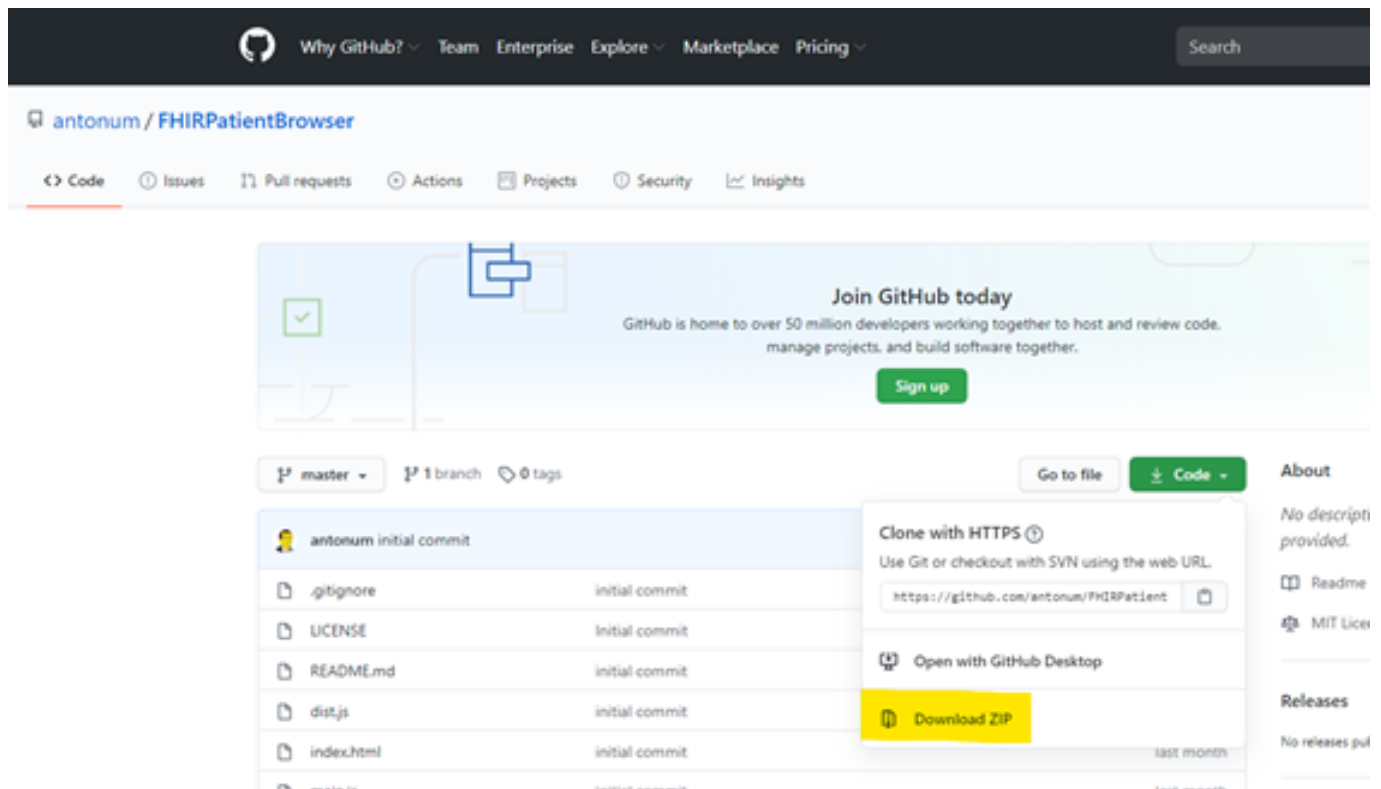 Why GitHub? Team Enterprise Explore Marketplace Pricing Search
antonum / FHIRPatientBrowser
Code Issues Pull requests Actions Projects Security Insights
Join GitHub today
GitHub is home to over 50 million developers working together to host and review code,
manage projects, and build software together.
Sign up
master 1 branch 0 tags Go to file Code About
No descript
provided.
Clone with HTTPS
Use Git or checkout with SVN using the web URL.
https://github.com/antonum/FHIRPatient
Open with GitHub Desktop
Download ZIP
antonum initial commit
.gitignore initial commit
LICENSE Initial commit
README.md initial commit
dist.js initial commit
index.html initial commit last month
Readme
MIT Lice
Releases
No releases pu